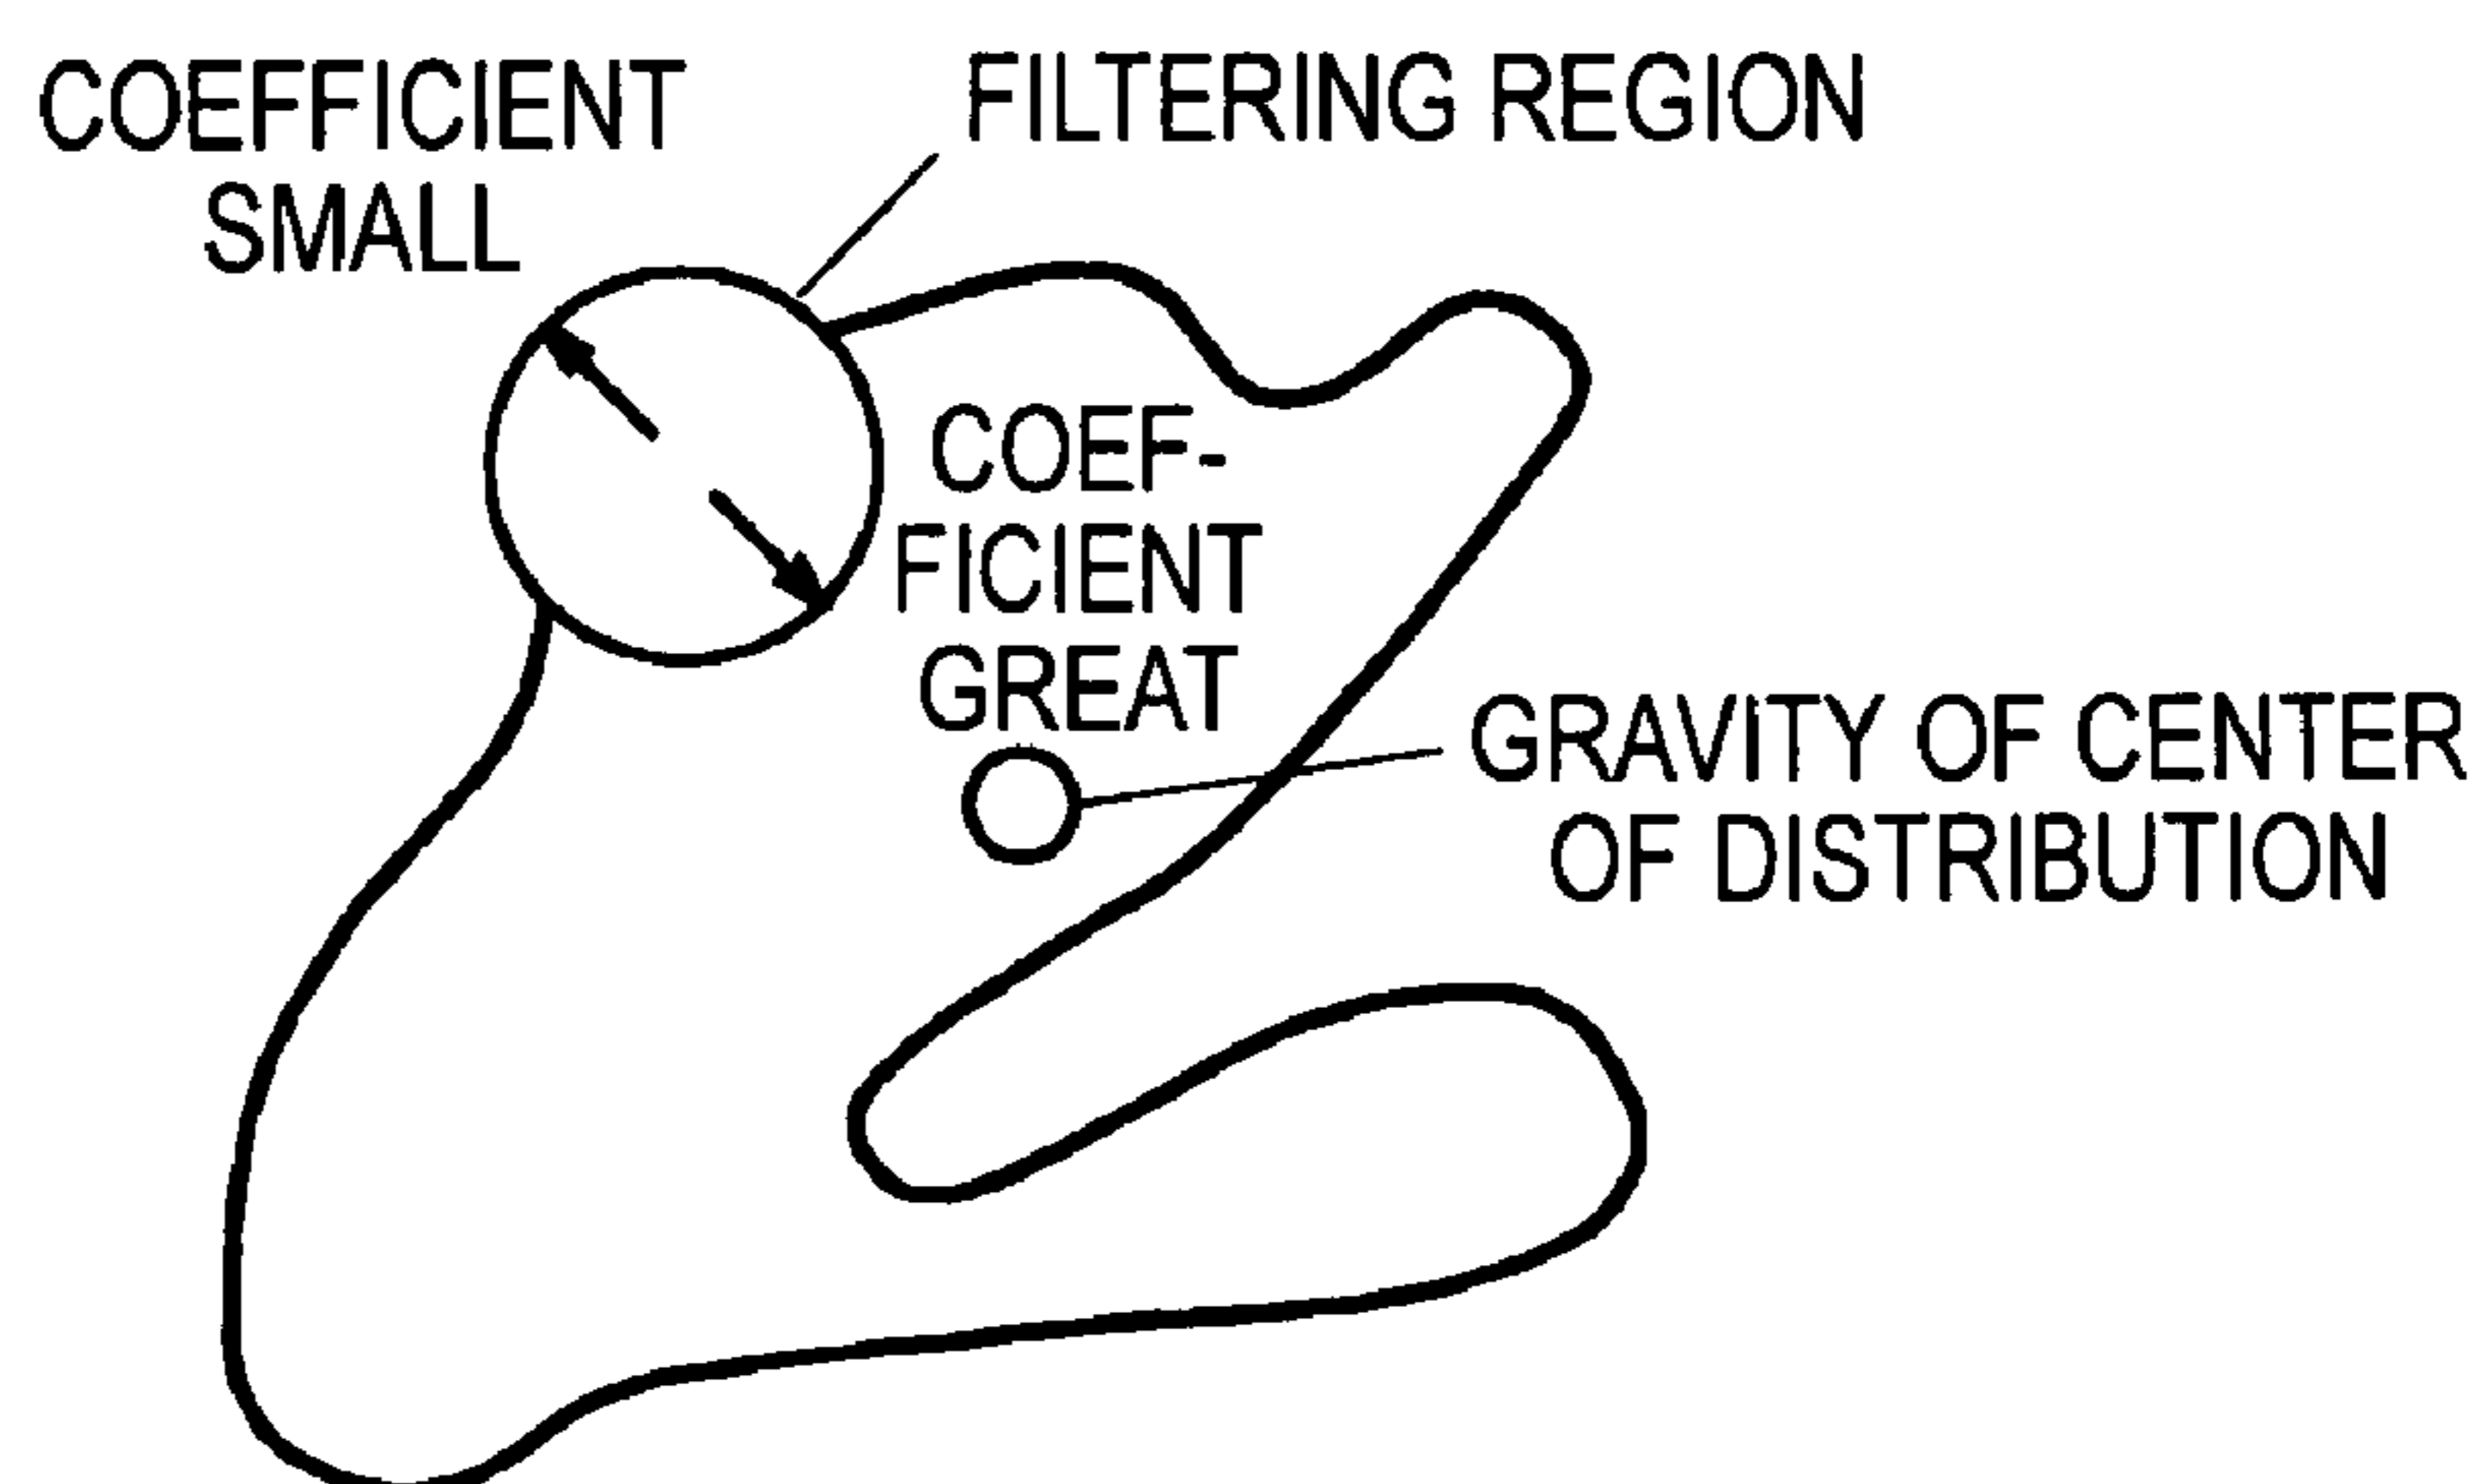 COEFFICIENT
SMALL
FILTERING REGION
COEF-
FICIENT
GREAT
GRAVITY OF CENTER
OF DISTRIBUTION